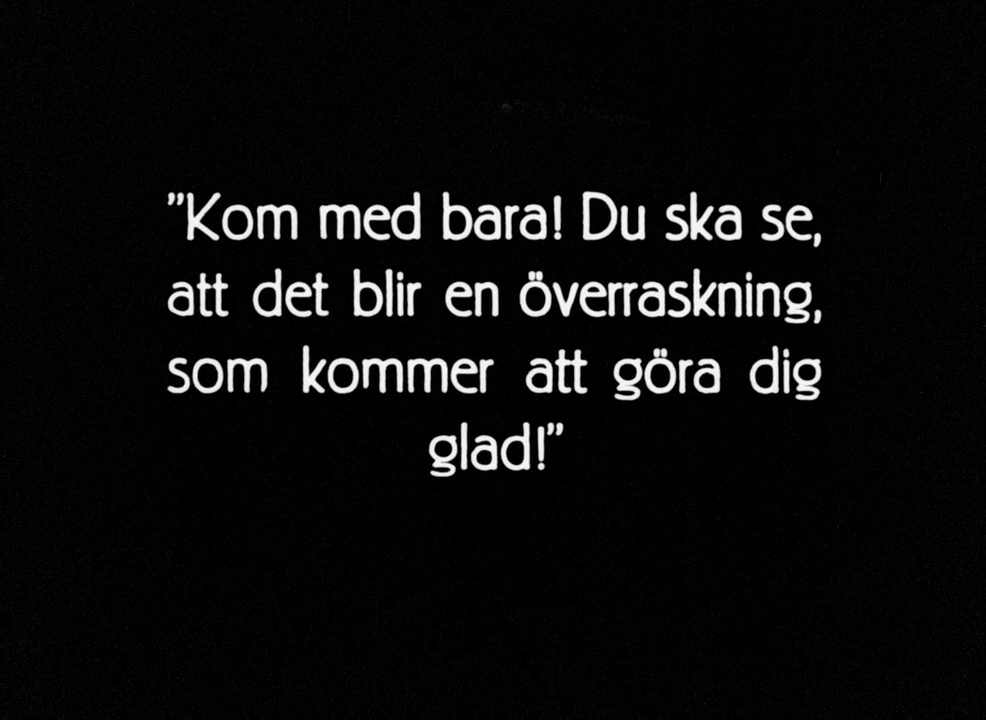 ”Kom med bara! Du ska se,
att det blir en överraskning,
som kommer att göra dig
glad!”